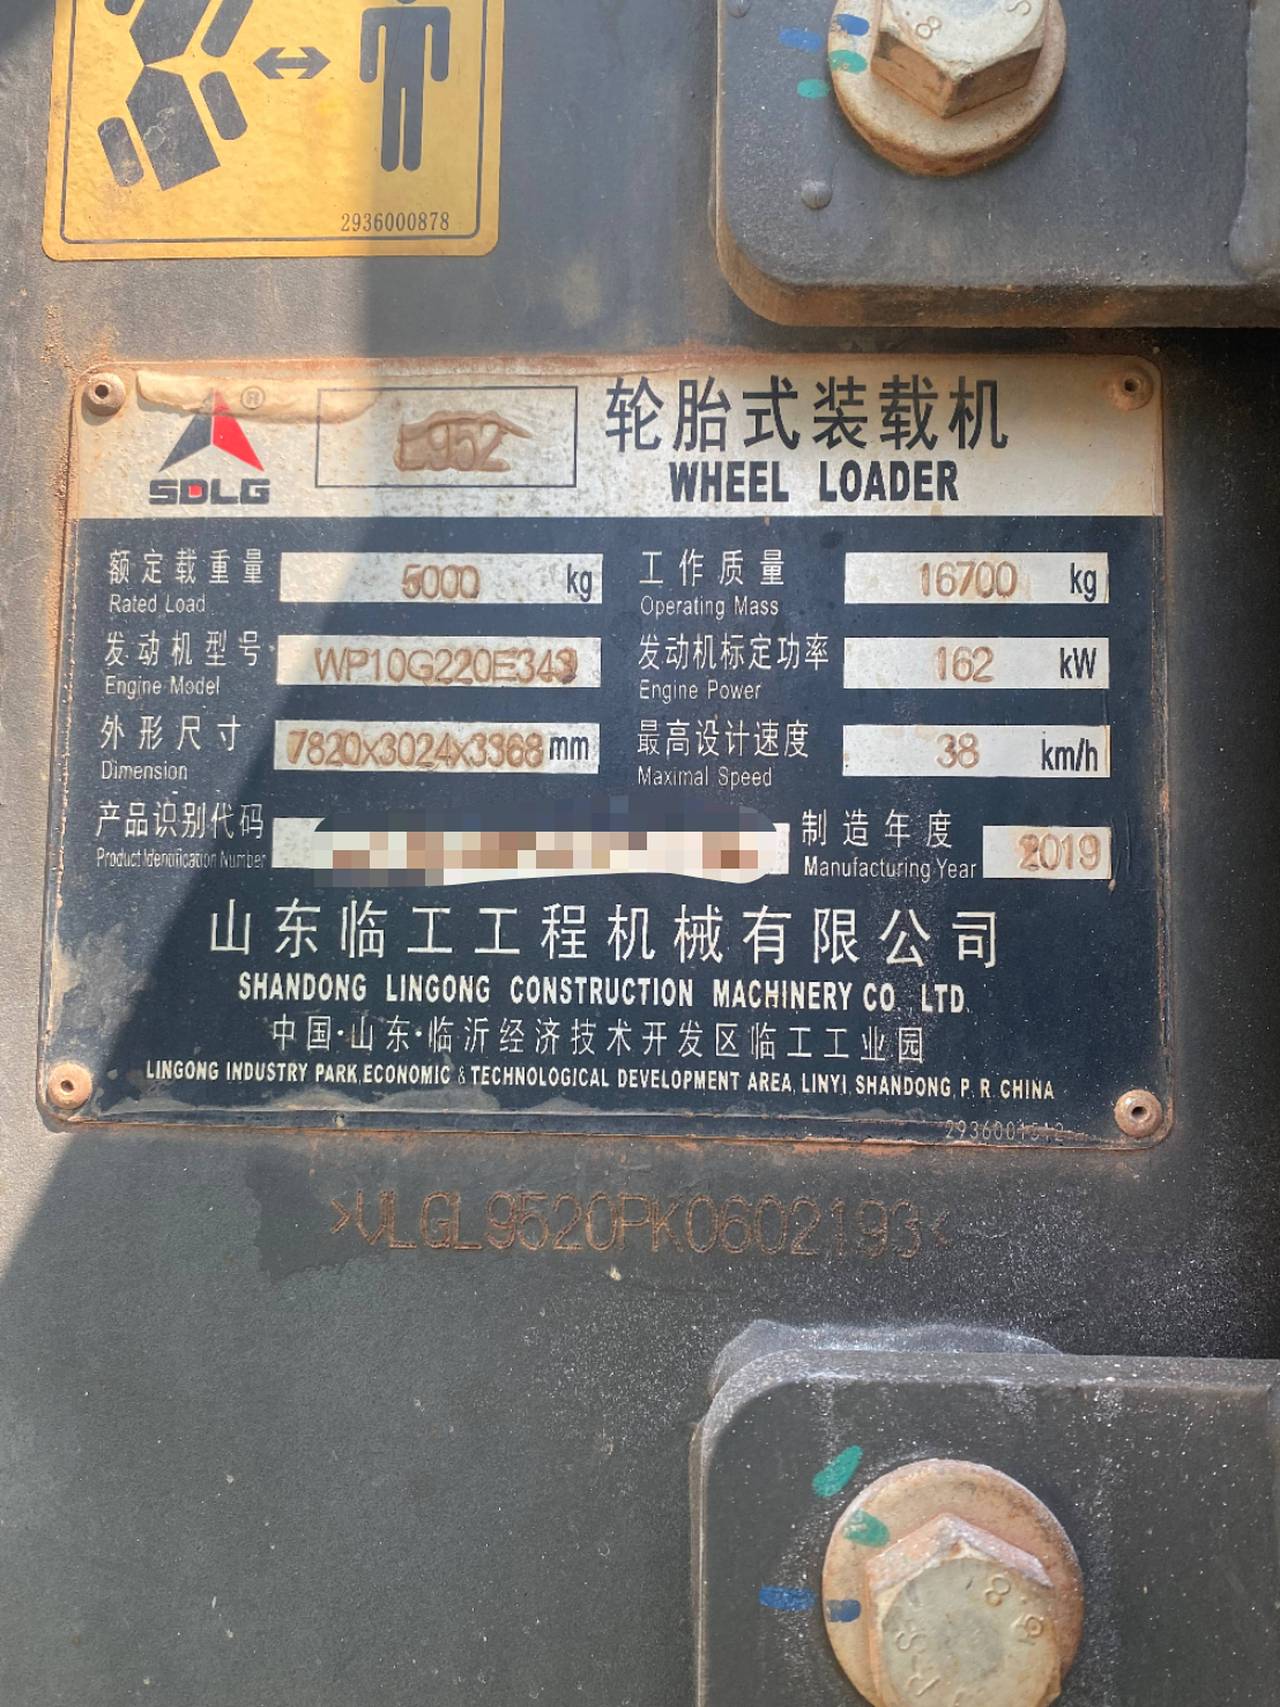 2936000878
SDLG ®
L952
轮胎式装载机
WHEEL LOADER
额定载重量 5000 kg
Rated Load
工作质量 16700 kg
Operating Mass
发动机型号 WP10G220E343
Engine Model
发动机标定功率 162 kW
Engine Power
外形尺寸 7820x3024x3368 mm
Dimension
最高设计速度 38 km/h
Maximal Speed
产品识别代码
Product Identification Number
制造年度 2019
Manufacturing Year
山东临工工程机械有限公司
SHANDONG LINGONG CONSTRUCTION MACHINERY CO. LTD.
中国·山东·临沂经济技术开发区临工工业园
LINGONG INDUSTRY PARK,ECONOMIC & TECHNOLOGICAL DEVELOPMENT AREA, LINYI, SHANDONG, P. R. CHINA
2936001512
>VLGL9520PK0602193<
8.8